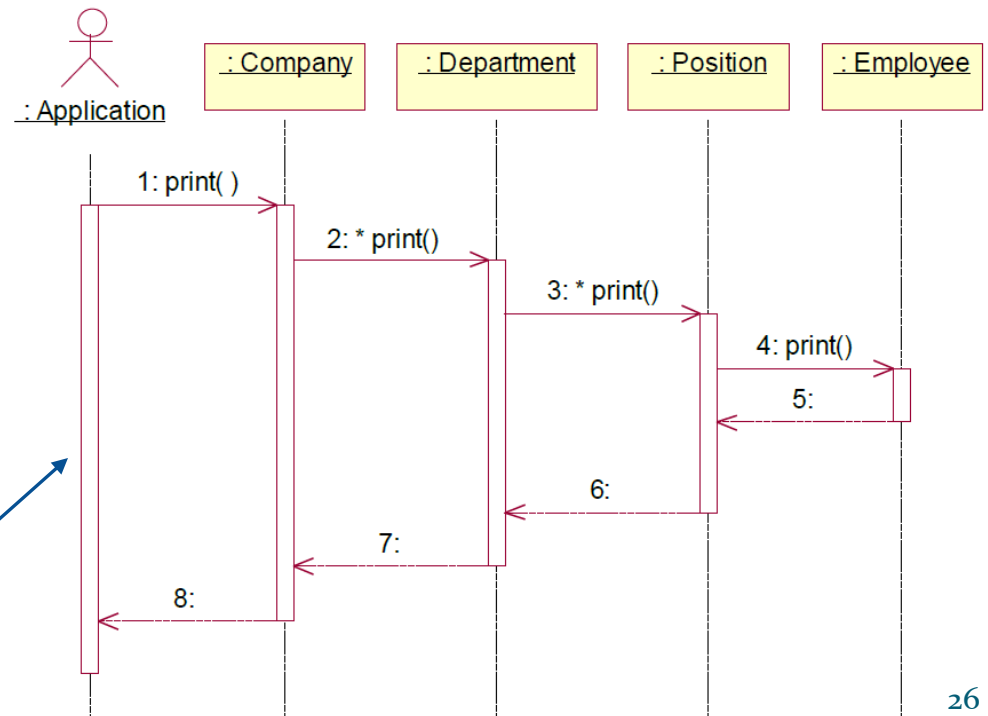 : Company
: Department
: Position
: Employee
: Application
1: print( )
2: * print()
3: * print()
4: print()
5:
6:
7:
8:
26